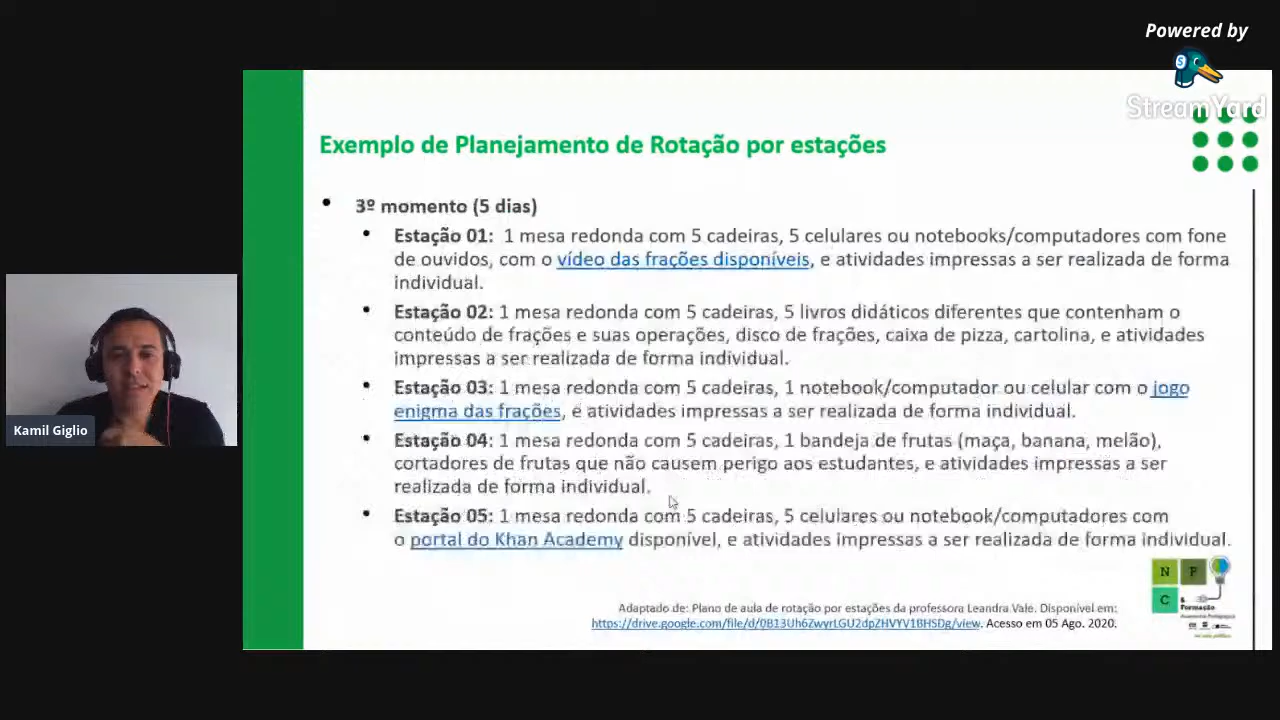 Powered by
StreamYard
Exemplo de Planejamento de Rotação por estações
• 3º momento (5 dias)
• Estação 01: 1 mesa redonda com 5 cadeiras, 5 celulares ou notebooks/computadores com fone
de ouvidos, com o vídeo das frações disponíveis, e atividades impressas a ser realizada de forma
individual.
• Estação 02: 1 mesa redonda com 5 cadeiras, 5 livros didáticos diferentes que contenham o
conteúdo de frações e suas operações, disco de frações, caixa de pizza, cartolina, e atividades
impressas a ser realizada de forma individual.
• Estação 03: 1 mesa redonda com 5 cadeiras, 1 notebook/computador ou celular com o jogo
enigma das frações, e atividades impressas a ser realizada de forma individual.
• Estação 04: 1 mesa redonda com 5 cadeiras, 1 bandeja de frutas (maça, banana, melão),
cortadores de frutas que não causem perigo aos estudantes, e atividades impressas a ser
realizada de forma individual.
• Estação 05: 1 mesa redonda com 5 cadeiras, 5 celulares ou notebook/computadores com
o portal do Khan Academy disponível, e atividades impressas a ser realizada de forma individual.
Kamil Giglio
Adaptado de: Plano de aula de rotação por estações da professora Leandra Vale. Disponível em:
https://drive.google.com/file/d/0B13Uh6ZwyrLGU2dpZHVYV1BHSDg/view. Acesso em 05 Ago. 2020.
N F
C &
Formação